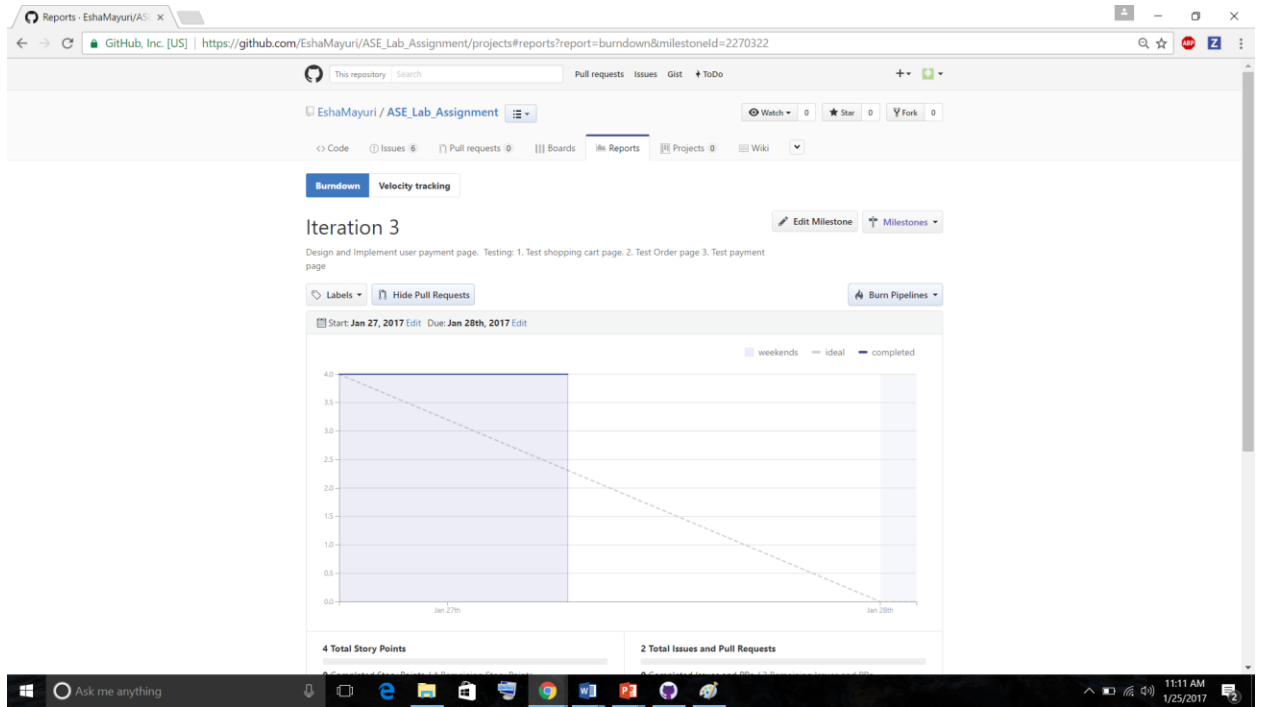 Reports · EshaMayuri/AS
GitHub, Inc. [US] | https://github.com/EshaMayuri/ASE_Lab_Assignment/projects#reports?report=burndown&milestoneId=2270322
ABP Z
This repository Search Pull requests Issues Gist ToDo
EshaMayuri / ASE_Lab_Assignment Watch 0 Star 0 Fork 0
Code Issues 6 Pull requests 0 Boards Reports Projects 0 Wiki
Burndown Velocity tracking
Iteration 3 Edit Milestone Milestones
Design and Implement user payment page. Testing: 1. Test shopping cart page. 2. Test Order page 3. Test payment
page
Labels Hide Pull Requests Burn Pipelines
Start: Jan 27, 2017 Edit Due: Jan 28th, 2017 Edit
weekends ideal completed
4.0
3.5
3.0
2.5
2.0
1.5
1.0
0.5
0.0
Jan 27th Jan 28th
4 Total Story Points 2 Total Issues and Pull Requests
Ask me anything
11:11 AM
1/25/2017
2